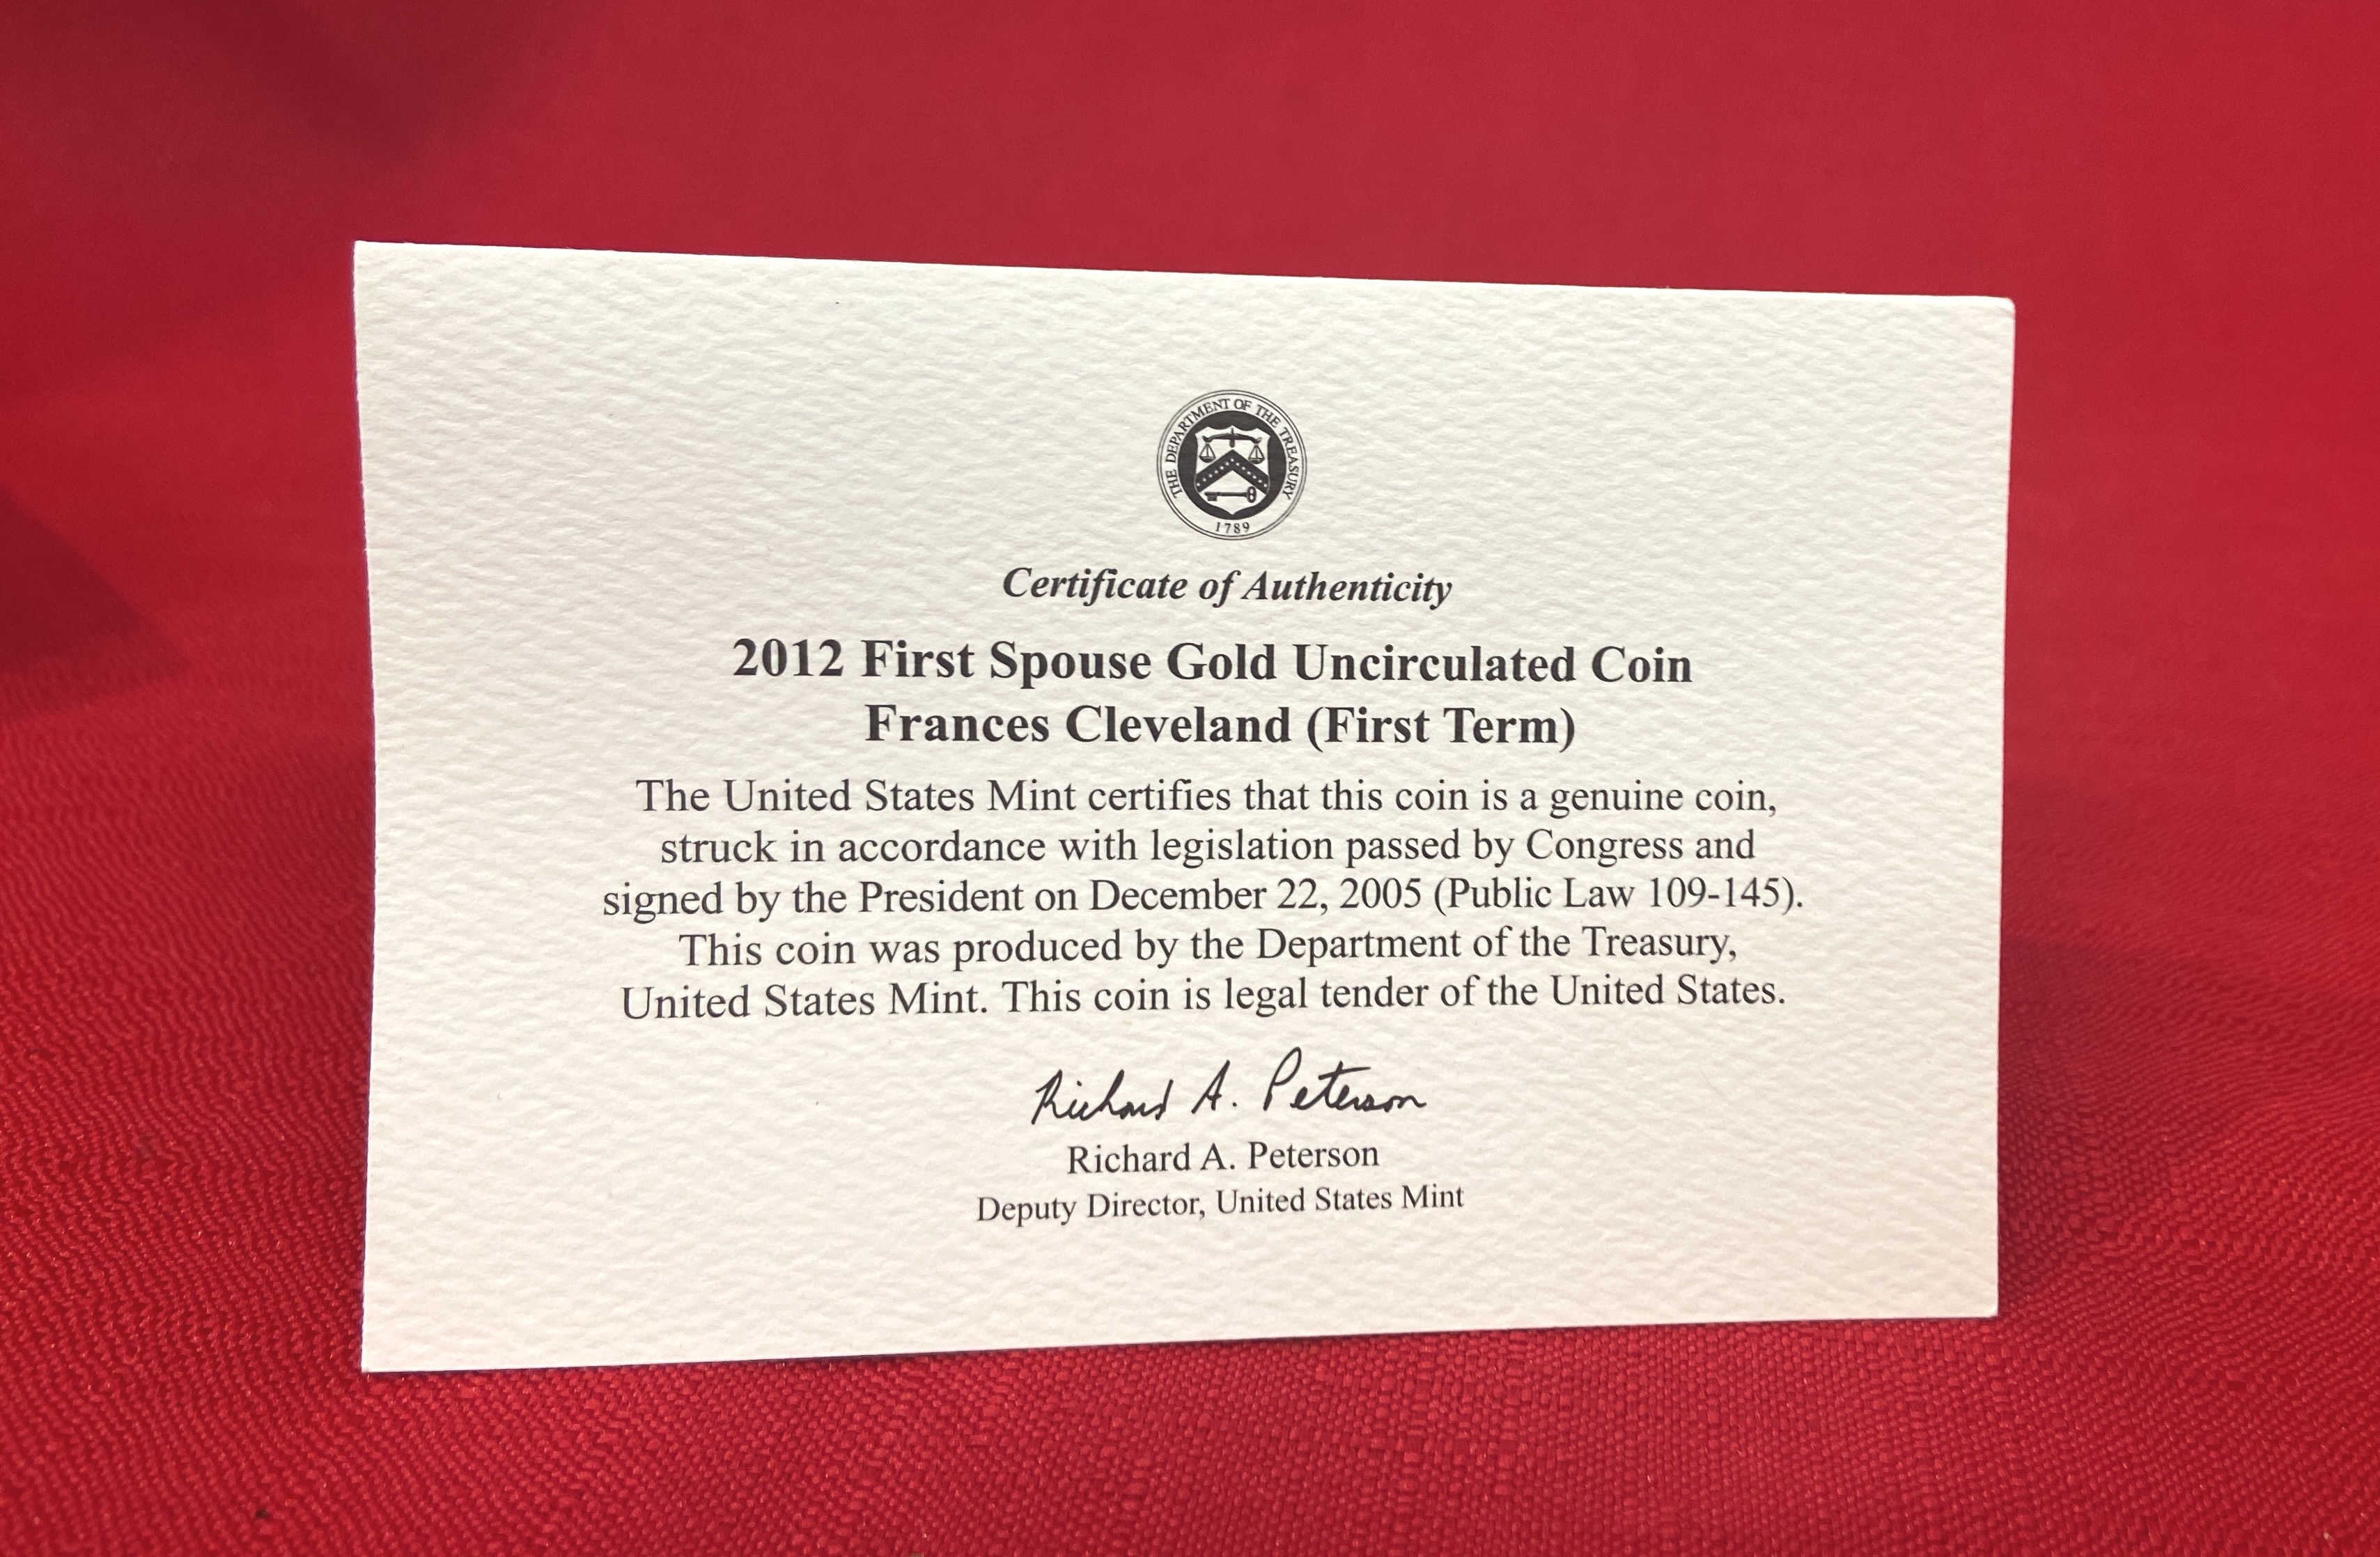 THE DEPARTMENT OF THE TREASURY
1789
Certificate of Authenticity
2012 First Spouse Gold Uncirculated Coin
Frances Cleveland (First Term)
The United States Mint certifies that this coin is a genuine coin,
struck in accordance with legislation passed by Congress and
signed by the President on December 22, 2005 (Public Law 109-145).
This coin was produced by the Department of the Treasury,
United States Mint. This coin is legal tender of the United States.
Richard A. Peterson
Richard A. Peterson
Deputy Director, United States Mint